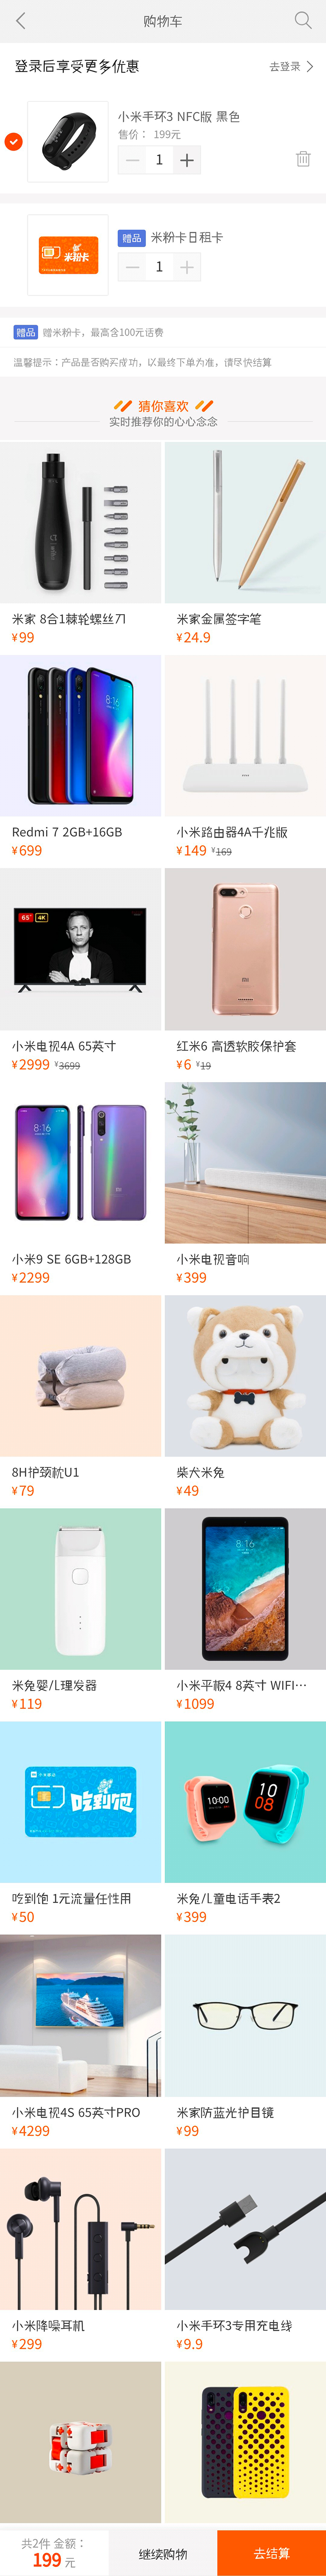 购物车
登录后享受更多优惠
去登录
小米手环3 NFC版 黑色
售价： 199元
1
米粉卡
赠品 米粉卡日租卡
1
赠品 赠米粉卡，最高含100元话费
温馨提示：产品是否购买成功，以最终下单为准，请尽快结算
猜你喜欢
实时推荐你的心心念念
米家 8合1棘轮螺丝刀
¥99
米家金属签字笔
¥24.9
Redmi 7 2GB+16GB
¥699
小米路由器4A千兆版
¥149 ¥169
65" 4K
小米电视4A 65英寸
¥2999 ¥3699
红米6 高透软胶保护套
¥6 ¥19
8:16
8:16
小米9 SE 6GB+128GB
¥2299
小米电视音响
¥399
8H护颈枕U1
¥79
柴犬米兔
¥49
米兔婴儿理发器
¥119
8:16
小米平板4 8英寸 WIFI…
¥1099
吃到饱
吃到饱 1元流量任性用
¥50
10:00
10
08
米兔儿童电话手表2
¥399
小米电视4S 65英寸PRO
¥4299
米家防蓝光护目镜
¥99
小米降噪耳机
¥299
小米手环3专用充电线
¥9.9
共2件 金额：
199 元
继续购物
去结算